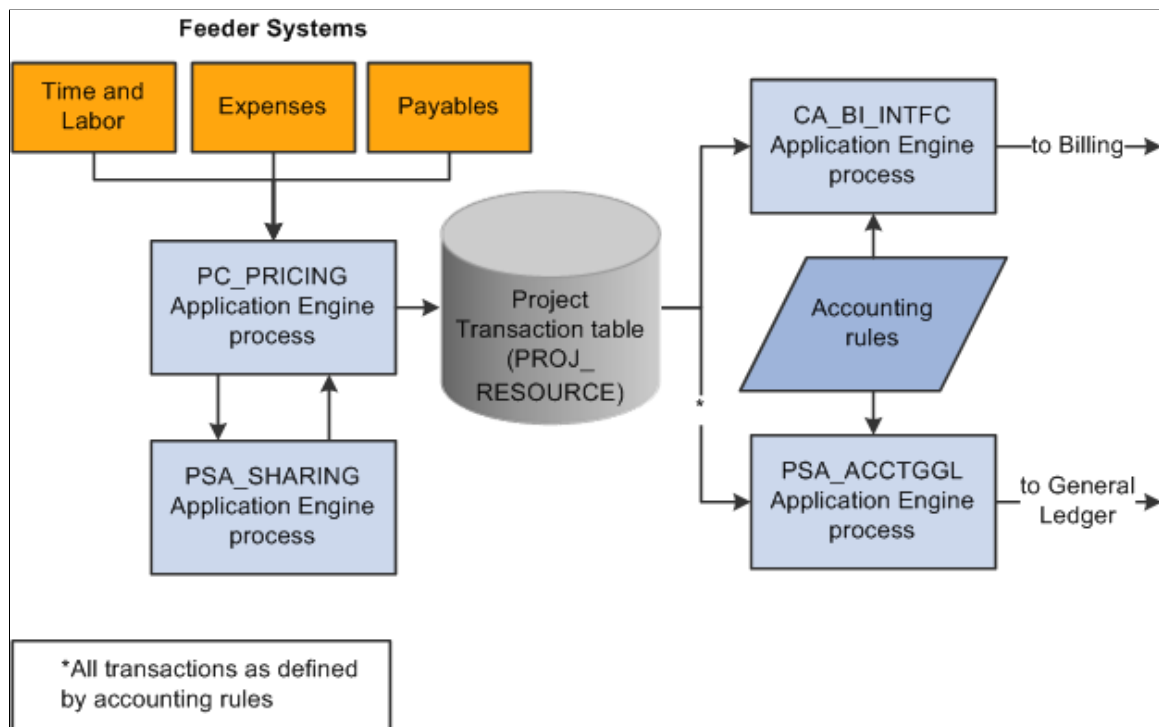 Feeder Systems
Time and
Labor
Expenses
Payables
PC_PRICING
Application Engine
process
PSA_SHARING
Application Engine
process
Project
Transaction table
(PROJ_
RESOURCE)
*
CA_BI_INTFC
Application Engine
process
to Billing
Accounting
rules
PSA_ACCTGGL
Application Engine
process
to General
Ledger
*All transactions as defined
by accounting rules